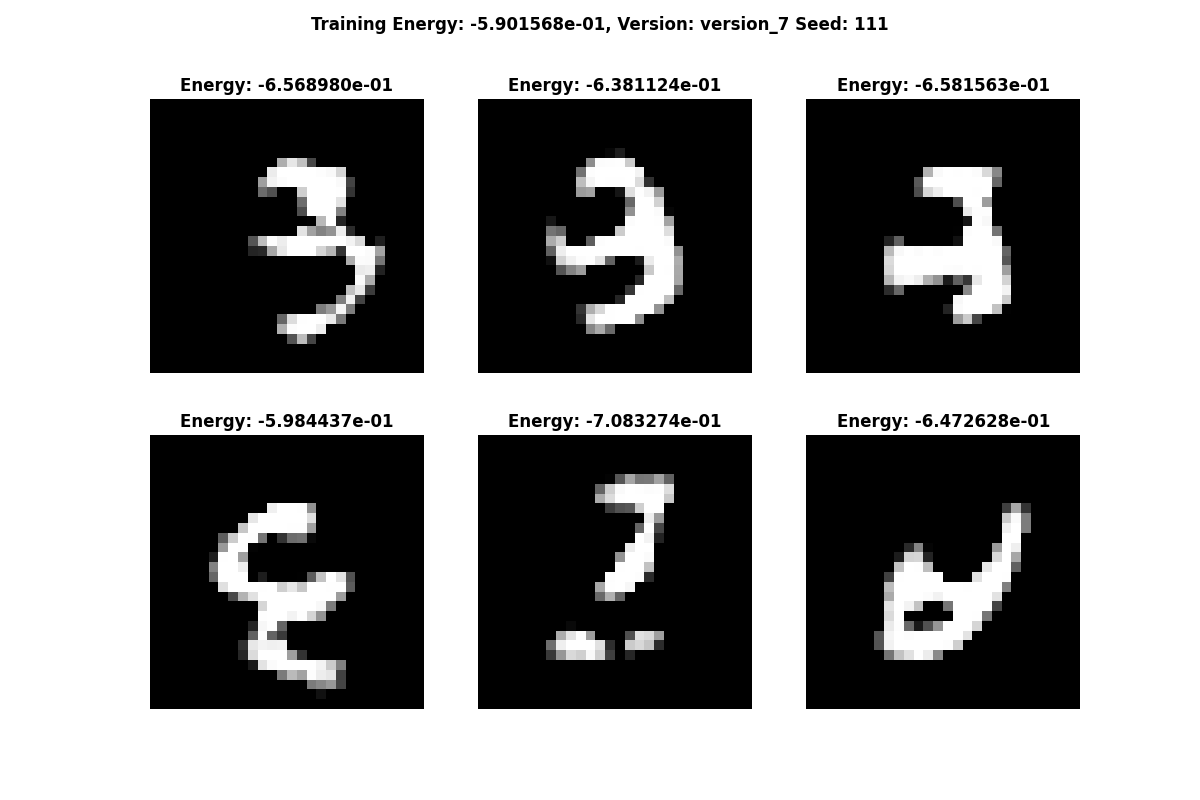 Training Energy: -5.901568e-01, Version: version_7 Seed: 111
Energy: -6.568980e-01 Energy: -6.381124e-01 Energy: -6.581563e-01
Energy: -5.984437e-01 Energy: -7.083274e-01 Energy: -6.472628e-01